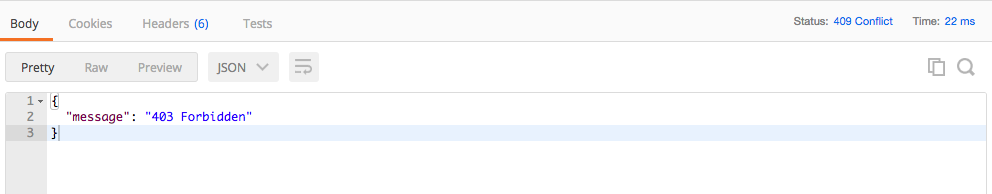 Body Cookies Headers (6) Tests Status: 409 Conflict Time: 22 ms
Pretty Raw Preview JSON
1 {
2 "message": "403 Forbidden"
3 }